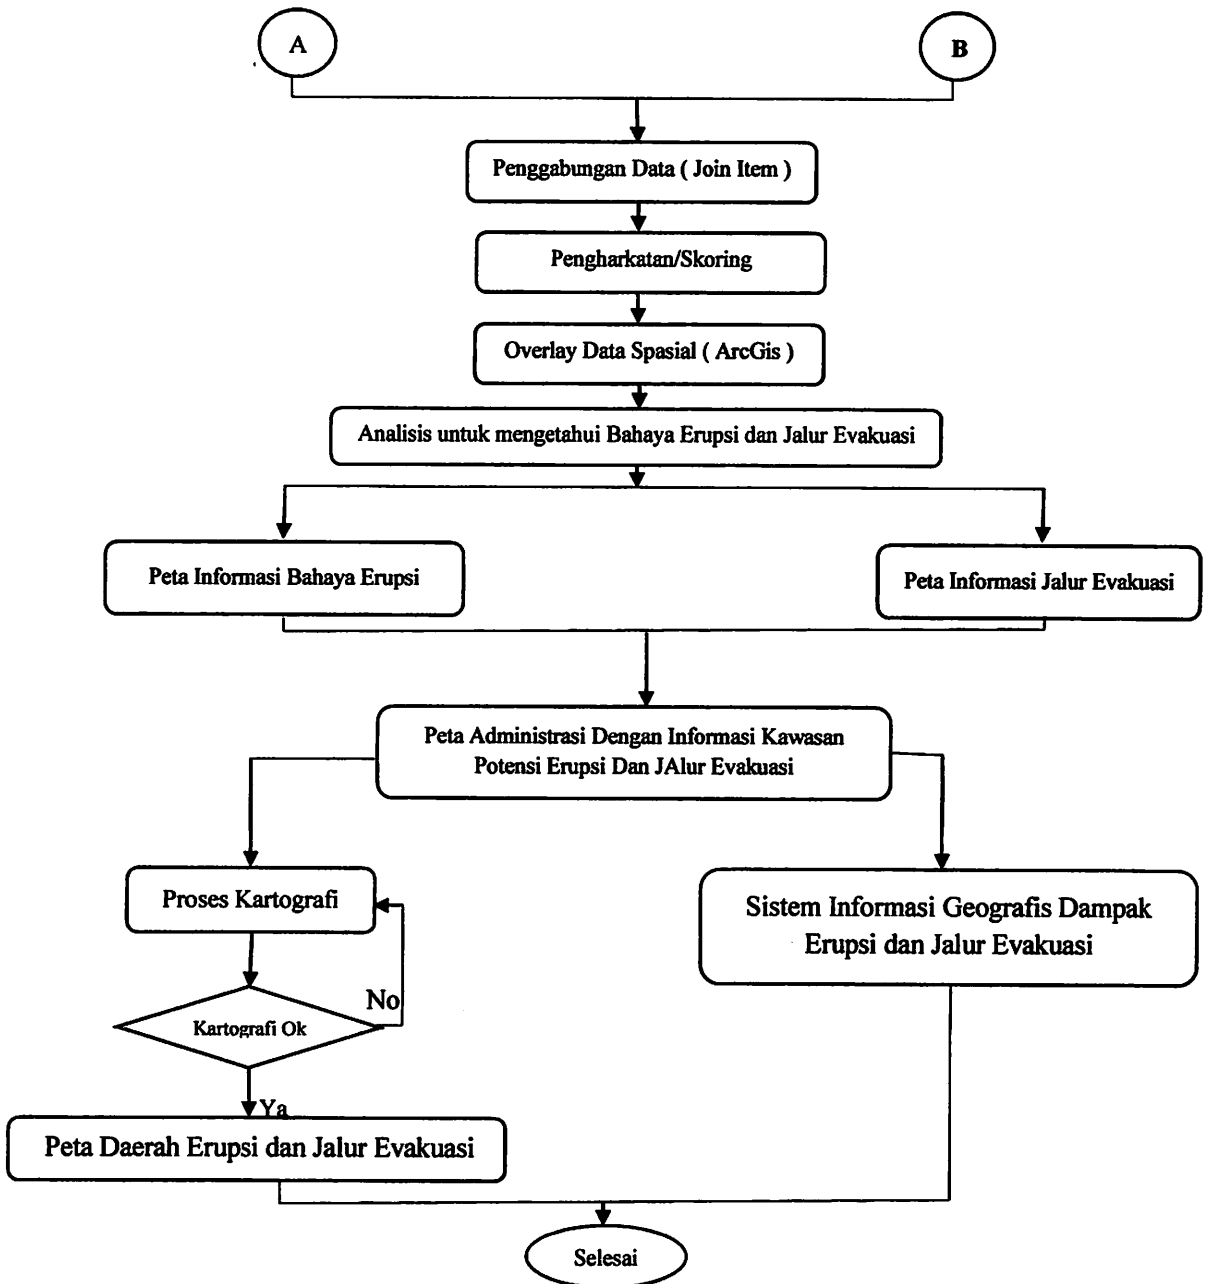 A
B
Penggabungan Data ( Join Item )
Pengharkatan/Skoring
Overlay Data Spasial ( ArcGis )
Analisis untuk mengetahui Bahaya Erupsi dan Jalur Evakuasi
Peta Informasi Bahaya Erupsi
Peta Informasi Jalur Evakuasi
Peta Administrasi Dengan Informasi Kawasan
Potensi Erupsi Dan JAlur Evakuasi
Proses Kartografi
Sistem Informasi Geografis Dampak
Erupsi dan Jalur Evakuasi
No
Kartografi Ok
Ya
Peta Daerah Erupsi dan Jalur Evakuasi
Selesai